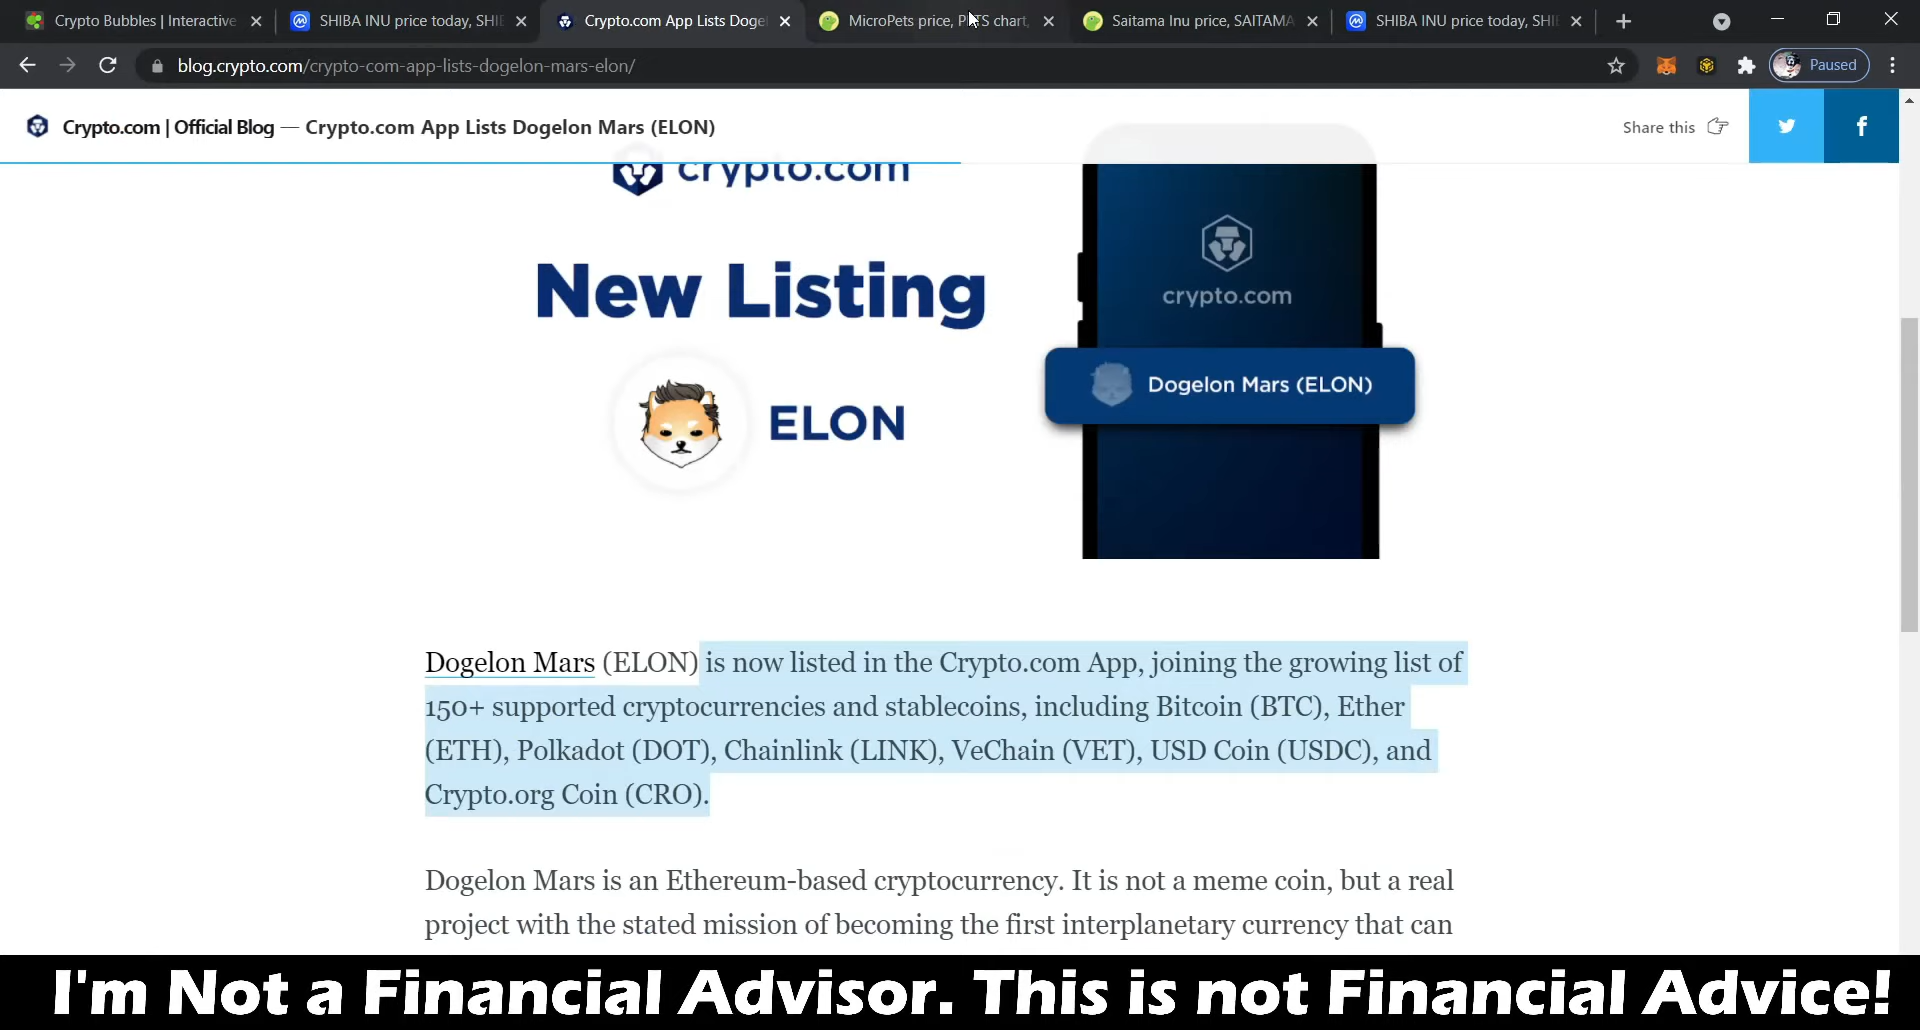 Crypto Bubbles | Interactive
SHIBA INU price today, SHI
Crypto.com App Lists Dogel
MicroPets price, PETS chart,
Saitama Inu price, SAITAMA
SHIBA INU price today, SHI
blog.crypto.com/crypto-com-app-lists-dogelon-mars-elon/
Paused
Crypto.com | Official Blog — Crypto.com App Lists Dogelon Mars (ELON)
Share this
crypto.com
New Listing
ELON
crypto.com
Dogelon Mars (ELON)
Dogelon Mars (ELON) is now listed in the Crypto.com App, joining the growing list of
150+ supported cryptocurrencies and stablecoins, including Bitcoin (BTC), Ether
(ETH), Polkadot (DOT), Chainlink (LINK), VeChain (VET), USD Coin (USDC), and
Crypto.org Coin (CRO).
Dogelon Mars is an Ethereum-based cryptocurrency. It is not a meme coin, but a real
project with the stated mission of becoming the first interplanetary currency that can
I'm Not a Financial Advisor. This is not Financial Advice!